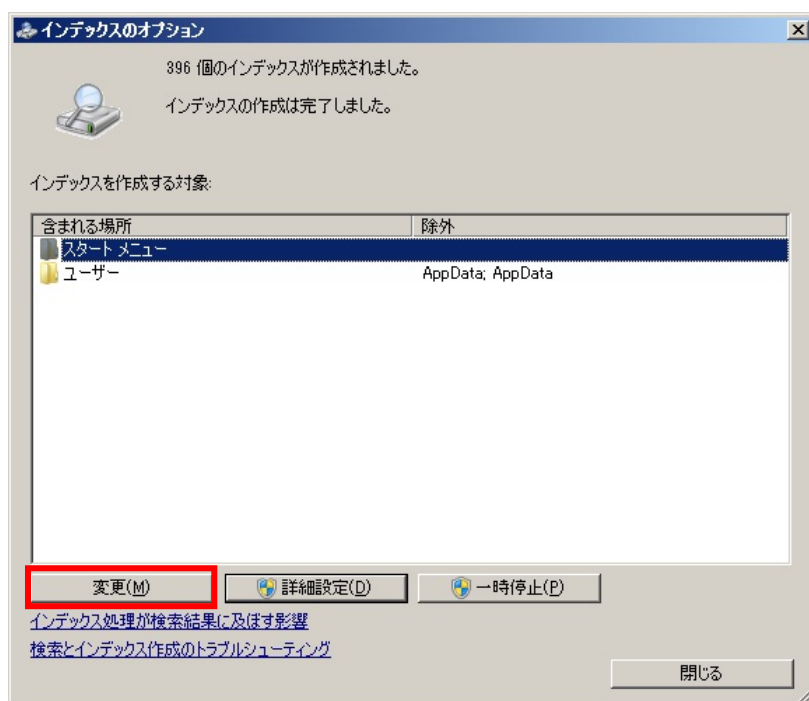 インデックスのオプション
396 個のインデックスが作成されました。
インデックスの作成は完了しました。
インデックスを作成する対象:
含まれる場所 除外
スタート メニュー
ユーザー AppData; AppData
変更(M) 詳細設定(D) 一時停止(P)
インデックス処理が検索結果に及ぼす影響
検索とインデックス作成のトラブルシューティング
閉じる